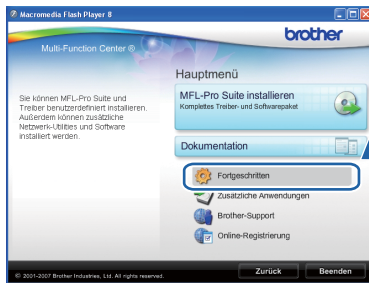 Macromedia Flash Player 8
brother
Multi-Function Center ®
Hauptmenü
Sie können MFL-Pro Suite und
Treiber benutzerdefiniert installieren.
Außerdem können zusätzliche
Netzwerk-Utilities und Software
installiert werden.
MFL-Pro Suite installieren
Komplettes Treiber- und Softwarepaket
Dokumentation
Fortgeschritten
Zusätzliche Anwendungen
Brother-Support
Online-Registrierung
© 2001-2007 Brother Industries, Ltd. All rights reserved.
Zurück
Beenden